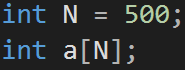 int N = 500;
int a[N];